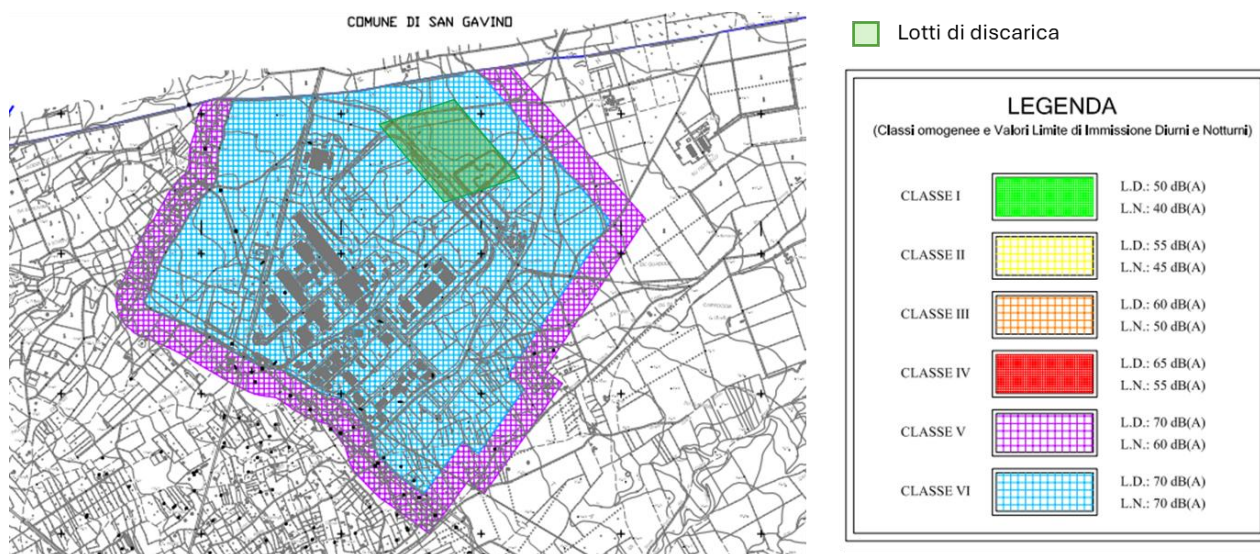 COMUNE DI SAN GAVINO
Lotti di discarica
LEGENDA
(Classi omogenee e Valori Limite di Immissione Diurni e Notturni)
CLASSE I
L.D.: 50 dB(A)
L.N.: 40 dB(A)
CLASSE II
L.D.: 55 dB(A)
L.N.: 45 dB(A)
CLASSE III
L.D.: 60 dB(A)
L.N.: 50 dB(A)
CLASSE IV
L.D.: 65 dB(A)
L.N.: 55 dB(A)
CLASSE V
L.D.: 70 dB(A)
L.N.: 60 dB(A)
CLASSE VI
L.D.: 70 dB(A)
L.N.: 70 dB(A)